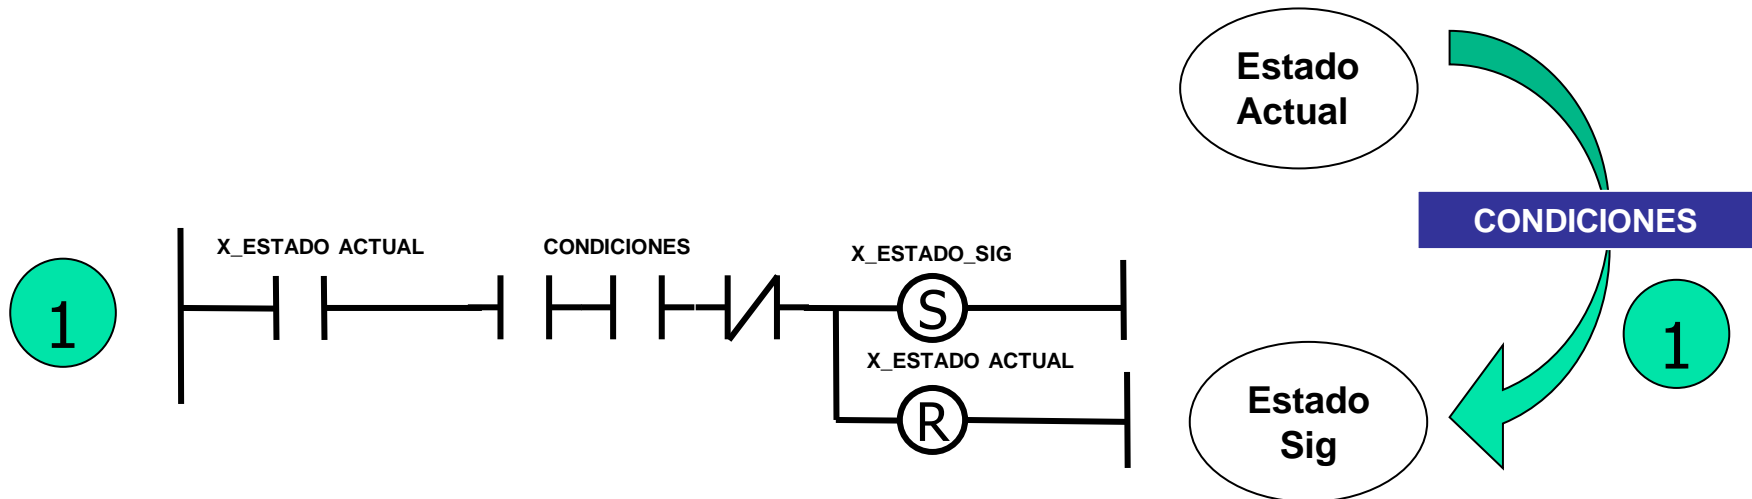 1
X_ESTADO ACTUAL
CONDICIONES
X_ESTADO_SIG
S
X_ESTADO ACTUAL
R
Estado
Actual
CONDICIONES
1
Estado
Sig